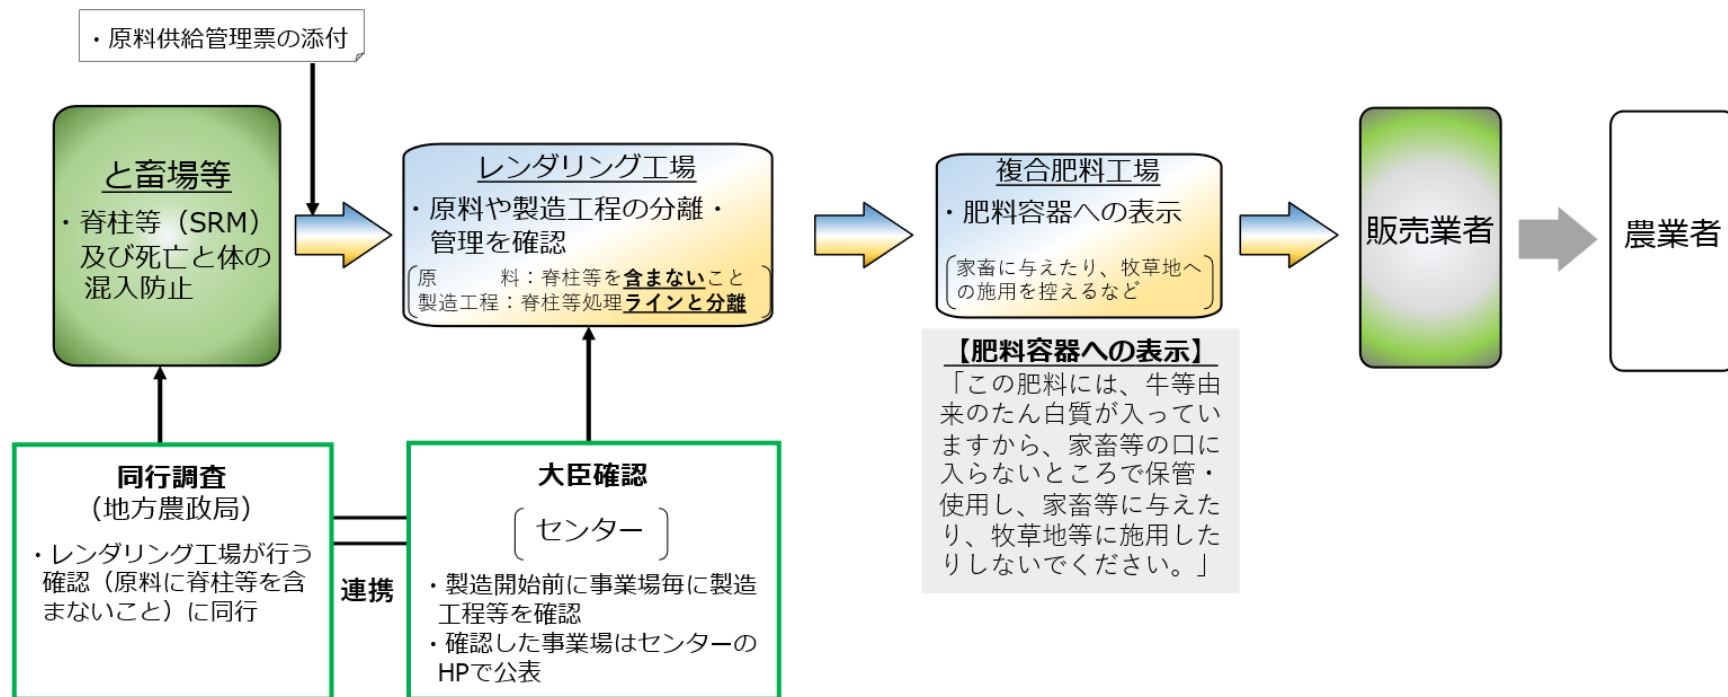 ・原料供給管理票の添付
と畜場等
・脊柱等（SRM）
及び死亡と体の
混入防止
レンダリング工場
・原料や製造工程の分離・
管理を確認
原　　　料：脊柱等を含まないこと
製造工程：脊柱等処理ラインと分離
複合肥料工場
・肥料容器への表示
家畜に与えたり、牧草地へ
の施用を控えるなど
【肥料容器への表示】
「この肥料には、牛等由
来のたん白質が入ってい
ますから、家畜等の口に
入らないところで保管・
使用し、家畜等に与えた
り、牧草地等に施用した
りしないでください。」
販売業者
農業者
同行調査
（地方農政局）
・レンダリング工場が行う
確認（原料に脊柱等を含
まないこと）に同行
連携
大臣確認
センター
・製造開始前に事業場毎に製造
工程等を確認
・確認した事業場はセンターの
HPで公表